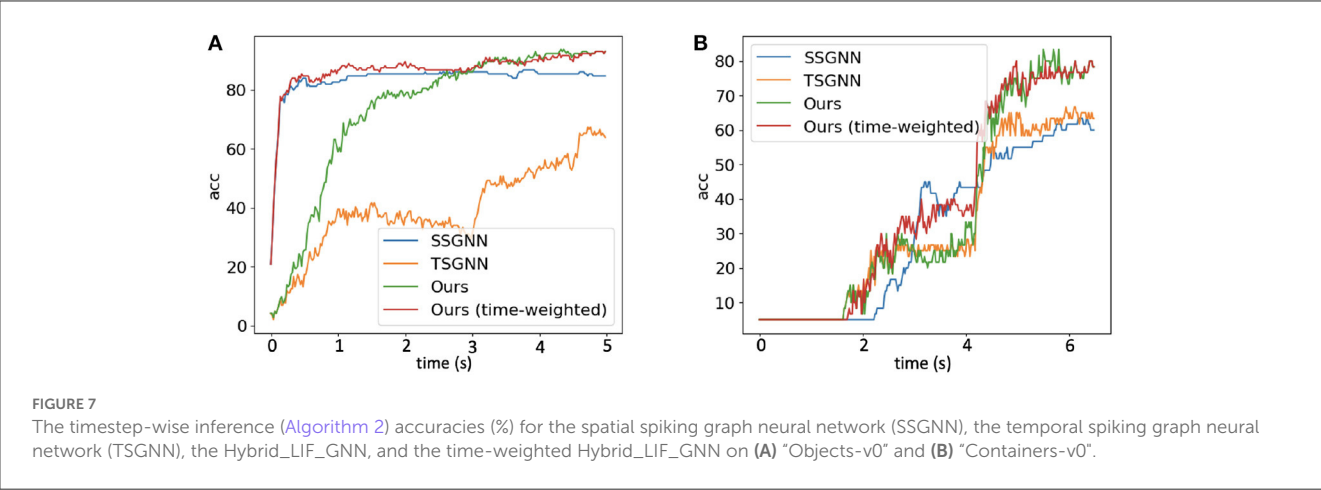 A
acc
80
60
40
20
0
SSGNN
TSGNN
Ours
Ours (time-weighted)
0 1 2 3 4 5
time (s)
B
acc
80
70
60
50
40
30
20
10
SSGNN
TSGNN
Ours
Ours (time-weighted)
0 2 4 6
time (s)
FIGURE 7
The timestep-wise inference (Algorithm 2) accuracies (%) for the spatial spiking graph neural network (SSGNN), the temporal spiking graph neural
network (TSGNN), the Hybrid_LIF_GNN, and the time-weighted Hybrid_LIF_GNN on (A) “Objects-v0” and (B) “Containers-v0".